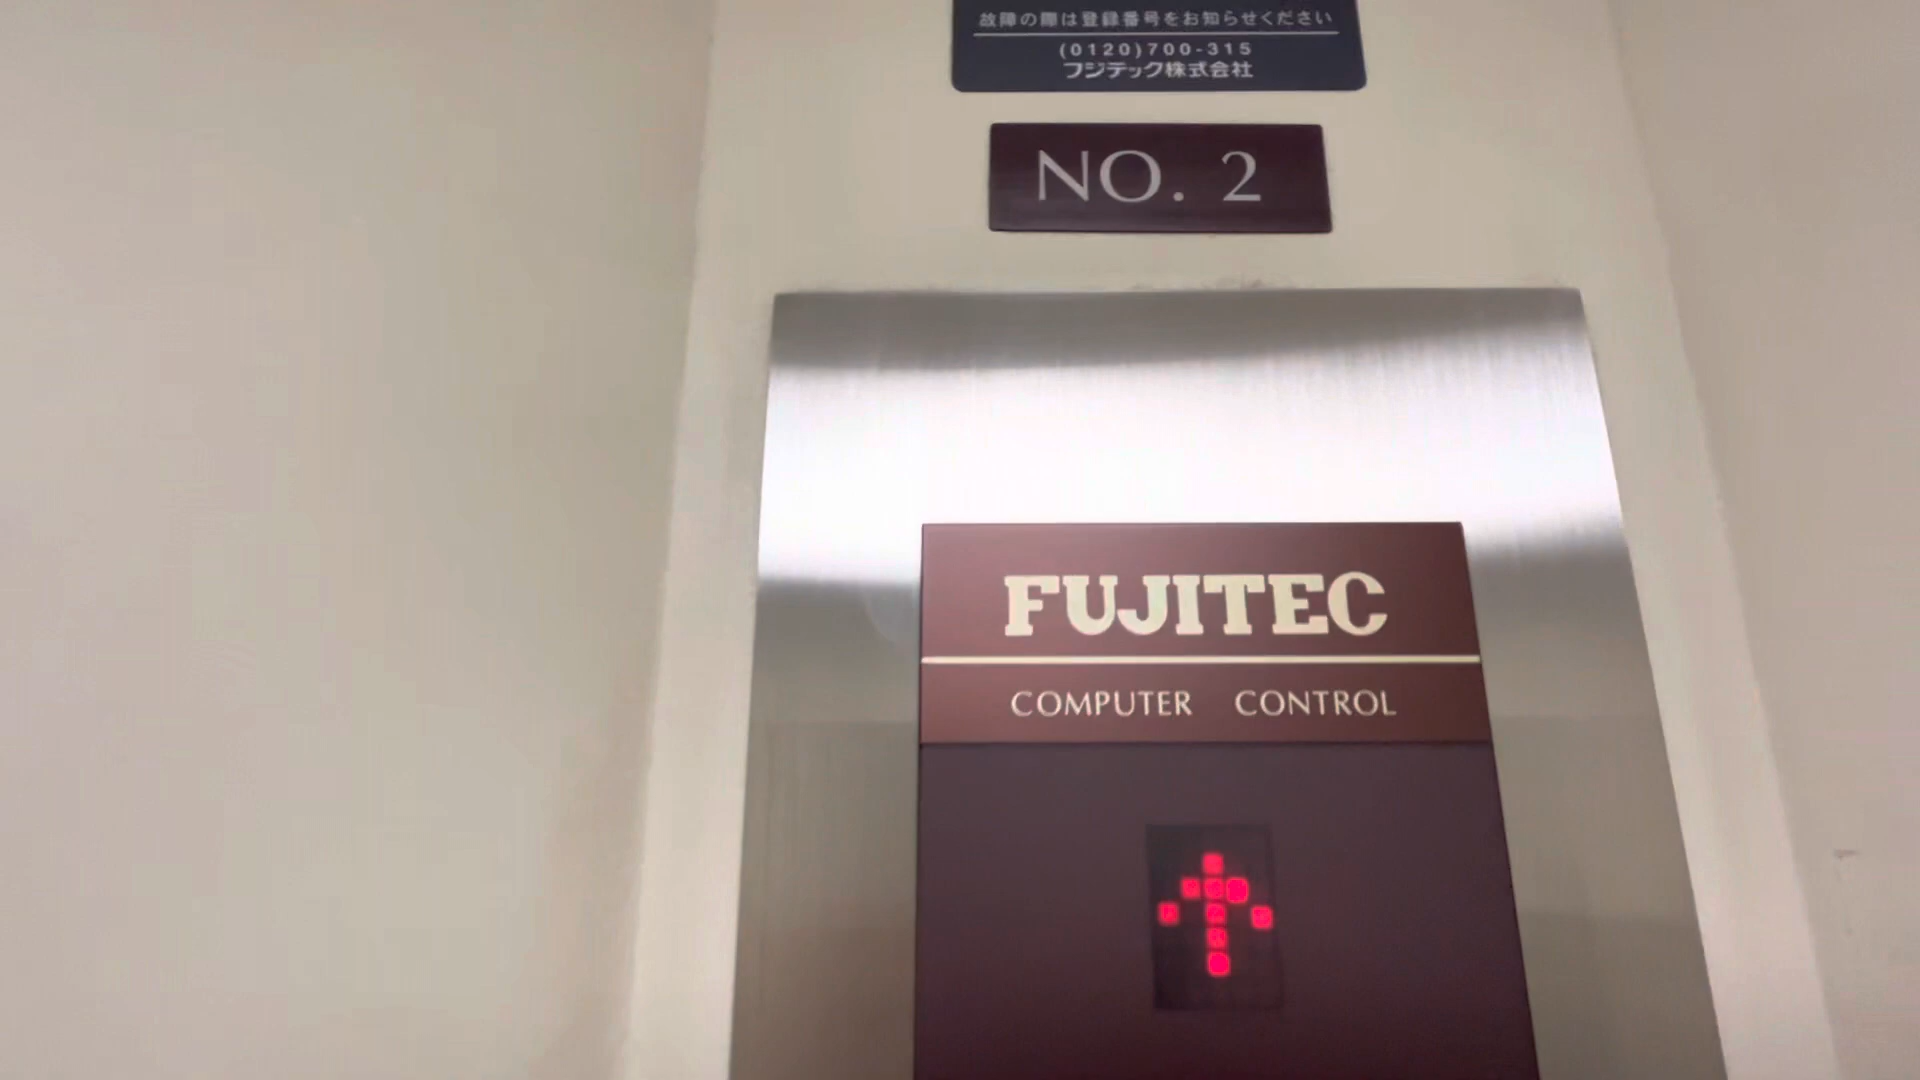 故障の際は登録番号をお知らせください
(0120)700-315
フジテック株式会社
NO. 2
FUJITEC
COMPUTER CONTROL